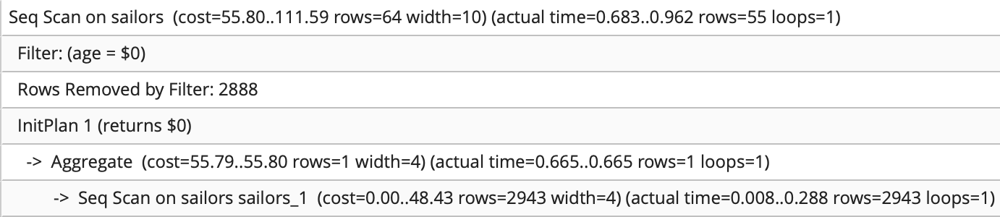 Seq Scan on sailors (cost=55.80..111.59 rows=64 width=10) (actual time=0.683..0.962 rows=55 loops=1)
Filter: (age = $0)
Rows Removed by Filter: 2888
InitPlan 1 (returns $0)
-> Aggregate (cost=55.79..55.80 rows=1 width=4) (actual time=0.665..0.665 rows=1 loops=1)
-> Seq Scan on sailors sailors_1 (cost=0.00..48.43 rows=2943 width=4) (actual time=0.008..0.288 rows=2943 loops=1)